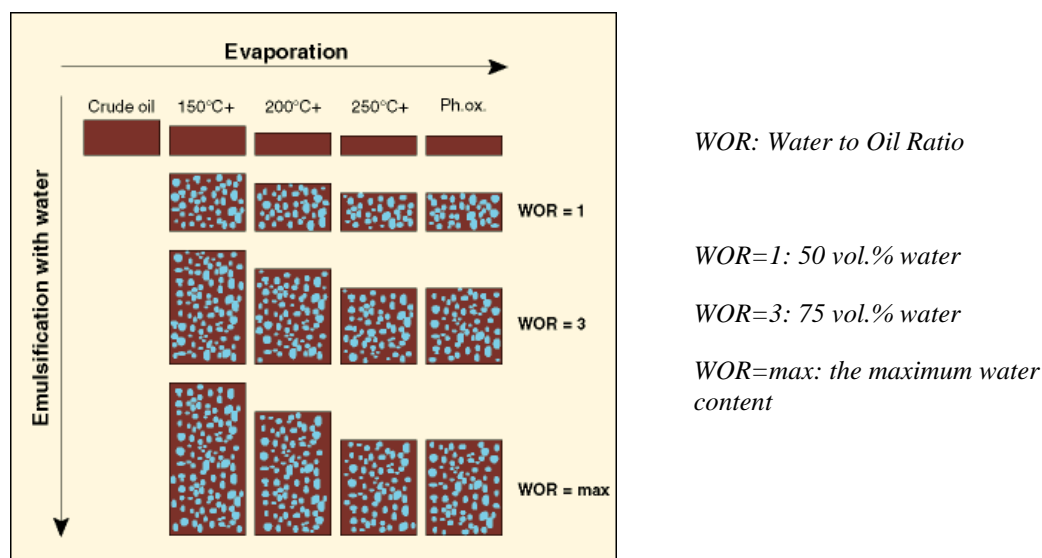 Evaporation
Crude oil 150°C+ 200°C+ 250°C+ Ph.ox.
Emulsification with water
WOR = 1
WOR = 3
WOR = max
WOR: Water to Oil Ratio
WOR=1: 50 vol.% water
WOR=3: 75 vol.% water
WOR=max: the maximum water
content